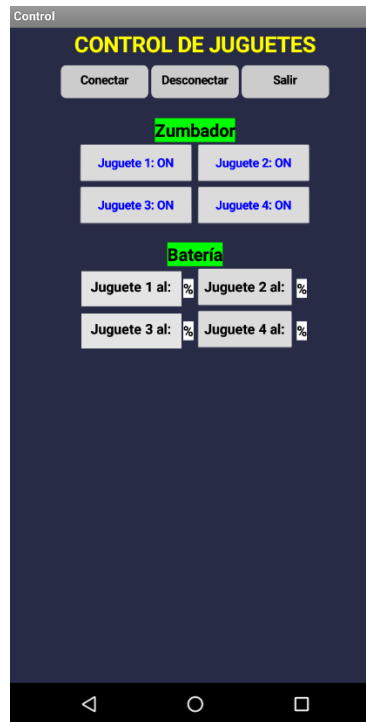 Control
CONTROL DE JUGUETES
Conectar Desconectar Salir
Zumbador
Juguete 1: ON Juguete 2: ON
Juguete 3: ON Juguete 4: ON
Batería
Juguete 1 al: % Juguete 2 al: %
Juguete 3 al: % Juguete 4 al: %